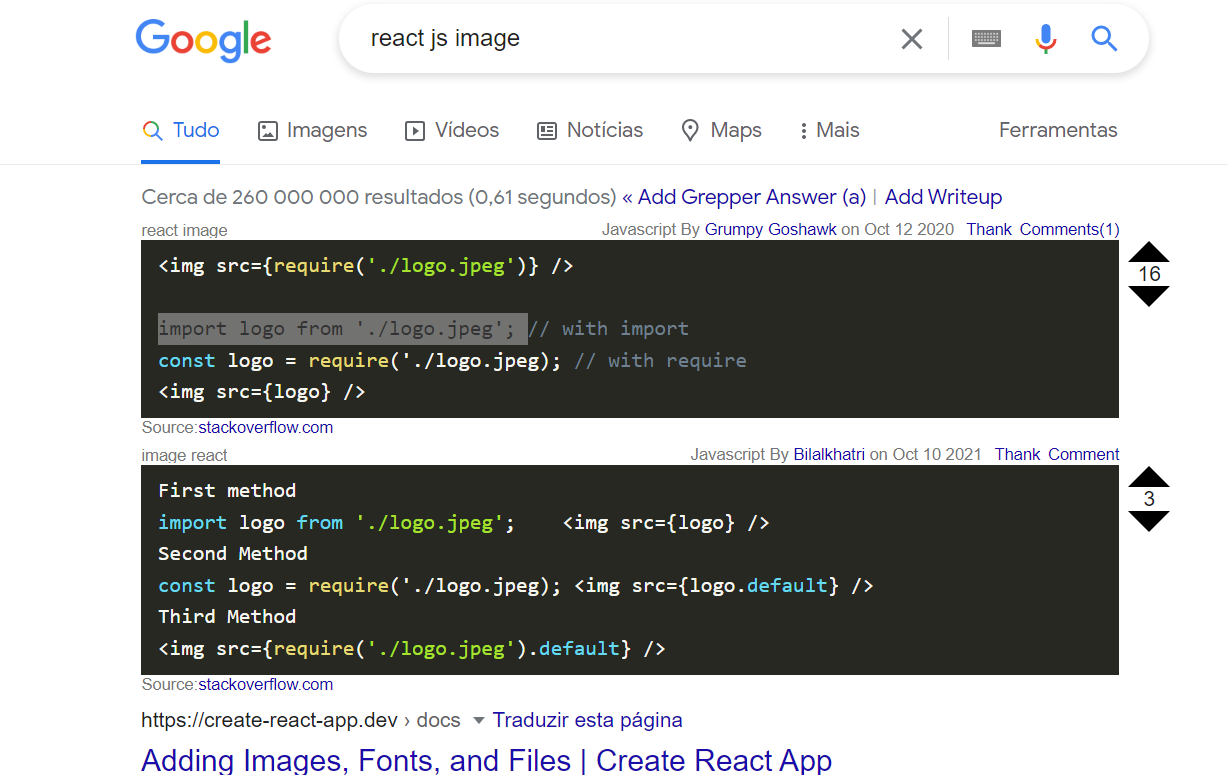 Google
react js image
Tudo Imagens Vídeos Notícias Maps Mais Ferramentas
Cerca de 260 000 000 resultados (0,61 segundos) « Add Grepper Answer (a) | Add Writeup
react image Javascript By Grumpy Goshawk on Oct 12 2020 Thank Comments(1)
<img src={require('./logo.jpeg')} />
16
import logo from './logo.jpeg'; // with import
const logo = require('./logo.jpeg); // with require
<img src={logo} />
Source:stackoverflow.com
image react Javascript By Bilalkhatri on Oct 10 2021 Thank Comment
First method
3
import logo from './logo.jpeg'; <img src={logo} />
Second Method
const logo = require('./logo.jpeg); <img src={logo.default} />
Third Method
<img src={require('./logo.jpeg').default} />
Source:stackoverflow.com
https://create-react-app.dev › docs Traduzir esta página
Adding Images, Fonts, and Files | Create React App